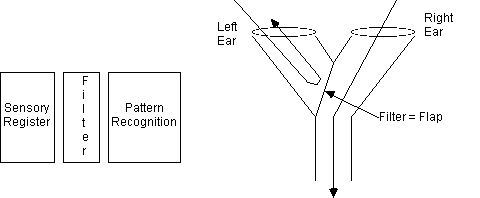 Sensory
Register
F
i
l
t
e
r
Pattern
Recognition
Left
Ear
Right
Ear
Filter = Flap